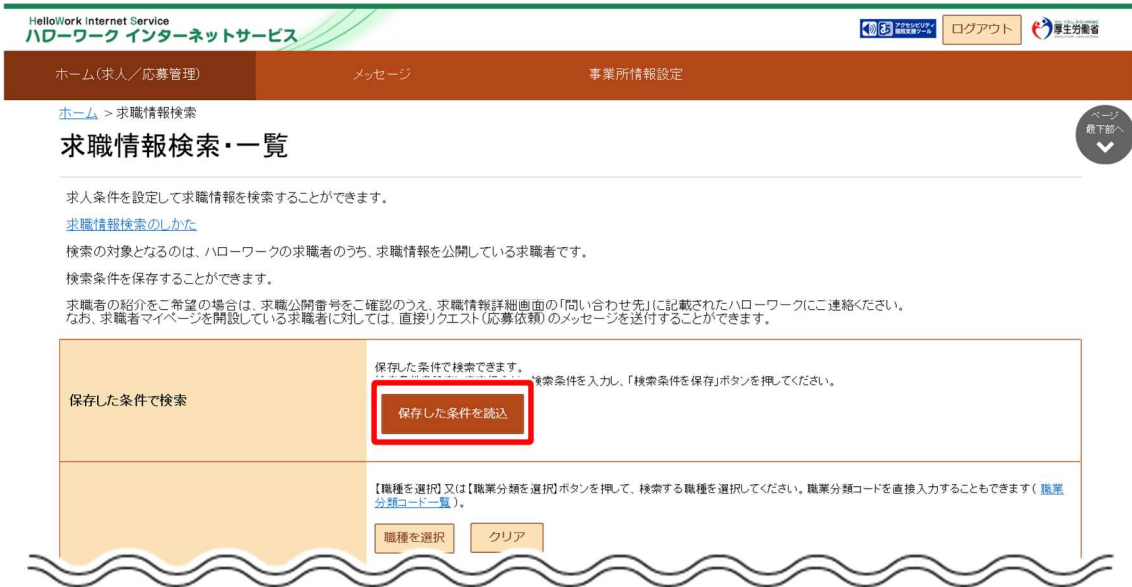 HelloWork Internet Service
ハローワーク インターネットサービス
アクセシビリティ
閲覧支援ツール
ログアウト
厚生労働省
ホーム(求人／応募管理)
メッセージ
事業所情報設定
ホーム ＞求職情報検索
ページ
最下部へ
求職情報検索・一覧
求人条件を設定して求職情報を検索することができます。
求職情報検索のしかた
検索の対象となるのは、ハローワークの求職者のうち、求職情報を公開している求職者です。
検索条件を保存することができます。
求職者の紹介をご希望の場合は、求職公開番号をご確認のうえ、求職情報詳細画面の「問い合わせ先」に記載されたハローワークにご連絡ください。
なお、求職者マイページを開設している求職者に対しては、直接リクエスト(応募依頼)のメッセージを送付することができます。
保存した条件で検索できます。
検索条件を入力し、「検索条件を保存」ボタンを押してください。
保存した条件で検索
保存した条件を読込
【職種を選択】又は【職業分類を選択】ボタンを押して、検索する職種を選択してください。職業分類コードを直接入力することもできます( 職業
分類コード一覧 )。
職種を選択
クリア